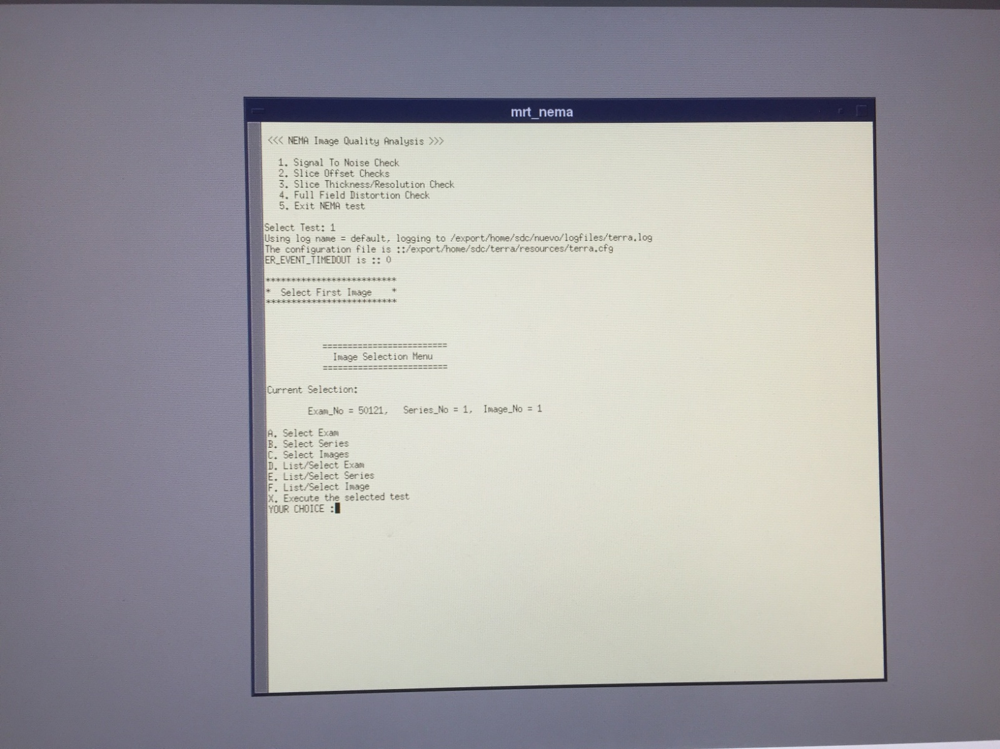 mrt_nema
<<< NEMA Image Quality Analysis >>>
1. Signal To Noise Check
2. Slice Offset Checks
3. Slice Thickness/Resolution Check
4. Full Field Distortion Check
5. Exit NEMA test
Select Test: 1
Using log name = default, logging to /export/home/sdc/nuevo/logfiles/terra.log
The configuration file is ::/export/home/sdc/terra/resources/terra.cfg
ER_EVENT_TIMEDOUT is :: 0
**************************
*  Select First Image    *
**************************
=========================
Image Selection Menu
=========================
Current Selection:
Exam_No = 50121,   Series_No = 1,  Image_No = 1
A. Select Exam
B. Select Series
C. Select Images
D. List/Select Exam
E. List/Select Series
F. List/Select Image
X. Execute the selected test
YOUR CHOICE :